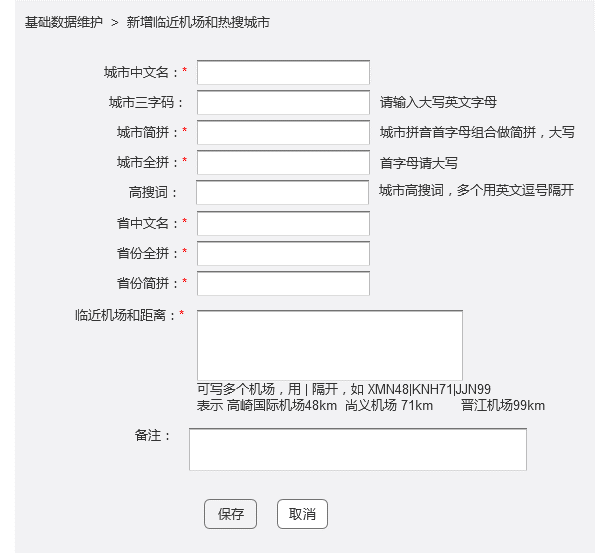 基础数据维护 > 新增临近机场和热搜城市
城市中文名：*
城市三字码： 请输入大写英文字母
城市简拼：* 城市拼音首字母组合做简拼，大写
城市全拼：* 首字母请大写
高搜词： 城市高搜词，多个用英文逗号隔开
省中文名：*
省份全拼：*
省份简拼：*
临近机场和距离：*
可写多个机场，用 | 隔开，如 XMN48|KNH71|JJN99
表示 高崎国际机场48km 尚义机场 71km 晋江机场99km
备注：
保存 取消